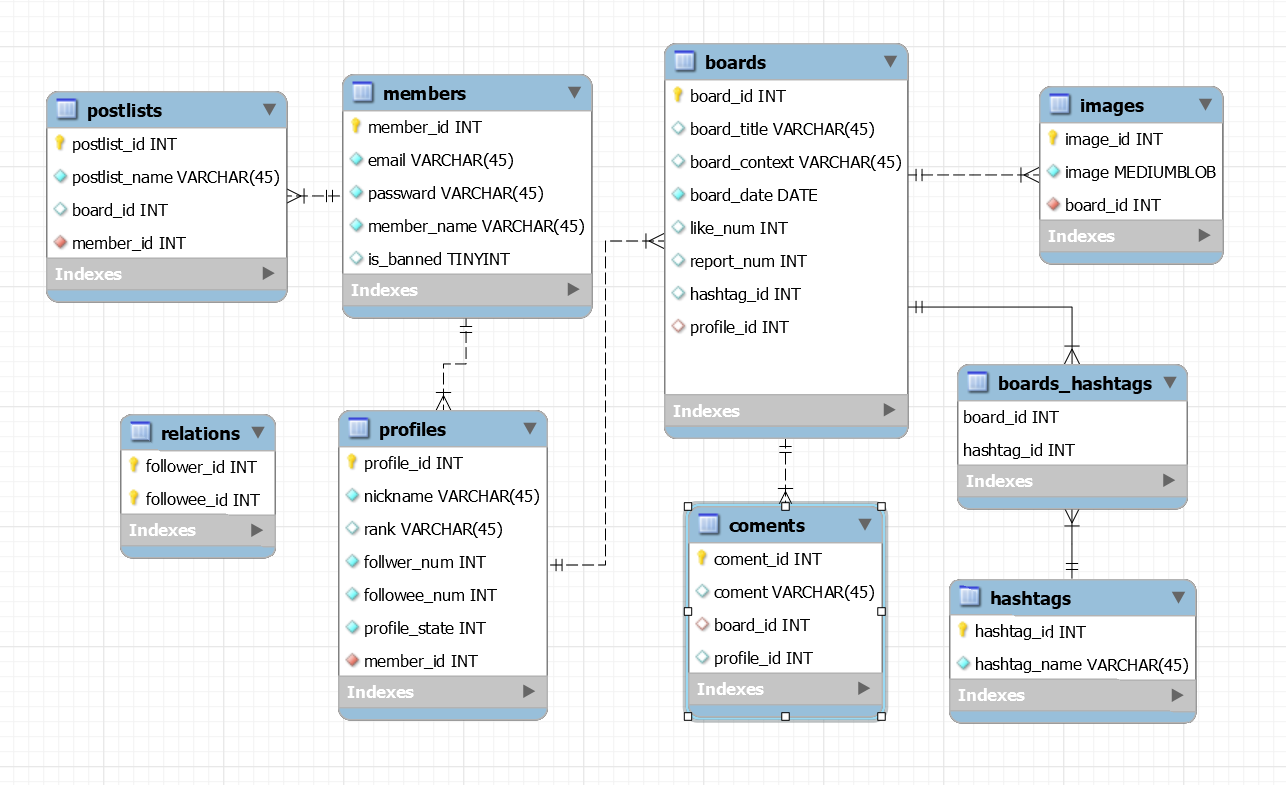 postlists
postlist_id INT
postlist_name VARCHAR(45)
board_id INT
member_id INT
Indexes
members
member_id INT
email VARCHAR(45)
passward VARCHAR(45)
member_name VARCHAR(45)
is_banned TINYINT
Indexes
boards
board_id INT
board_title VARCHAR(45)
board_context VARCHAR(45)
board_date DATE
like_num INT
report_num INT
hashtag_id INT
profile_id INT
Indexes
images
image_id INT
image MEDIUMBLOB
board_id INT
Indexes
relations
follower_id INT
followee_id INT
Indexes
profiles
profile_id INT
nickname VARCHAR(45)
rank VARCHAR(45)
follwer_num INT
followee_num INT
profile_state INT
member_id INT
Indexes
coments
coment_id INT
coment VARCHAR(45)
board_id INT
profile_id INT
Indexes
boards_hashtags
board_id INT
hashtag_id INT
Indexes
hashtags
hashtag_id INT
hashtag_name VARCHAR(45)
Indexes